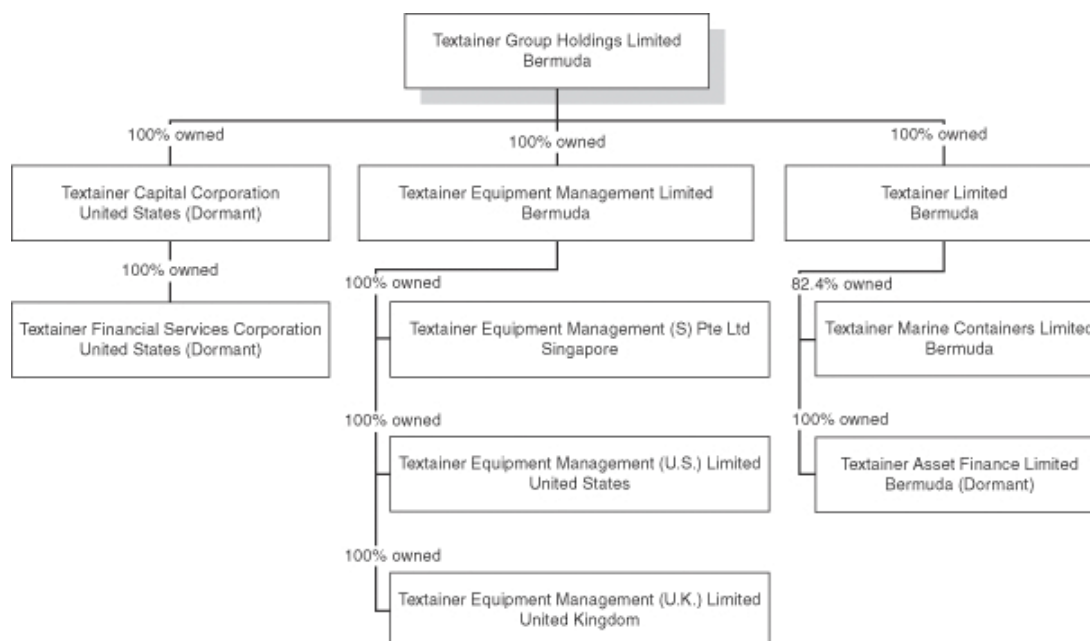 Textainer Group Holdings Limited
Bermuda
100% owned
100% owned
100% owned
Textainer Capital Corporation
United States (Dormant)
Textainer Equipment Management Limited
Bermuda
Textainer Limited
Bermuda
100% owned
100% owned
82.4% owned
Textainer Financial Services Corporation
United States (Dormant)
Textainer Equipment Management (S) Pte Ltd
Singapore
Textainer Marine Containers Limited
Bermuda
100% owned
100% owned
Textainer Equipment Management (U.S.) Limited
United States
Textainer Asset Finance Limited
Bermuda (Dormant)
100% owned
Textainer Equipment Management (U.K.) Limited
United Kingdom